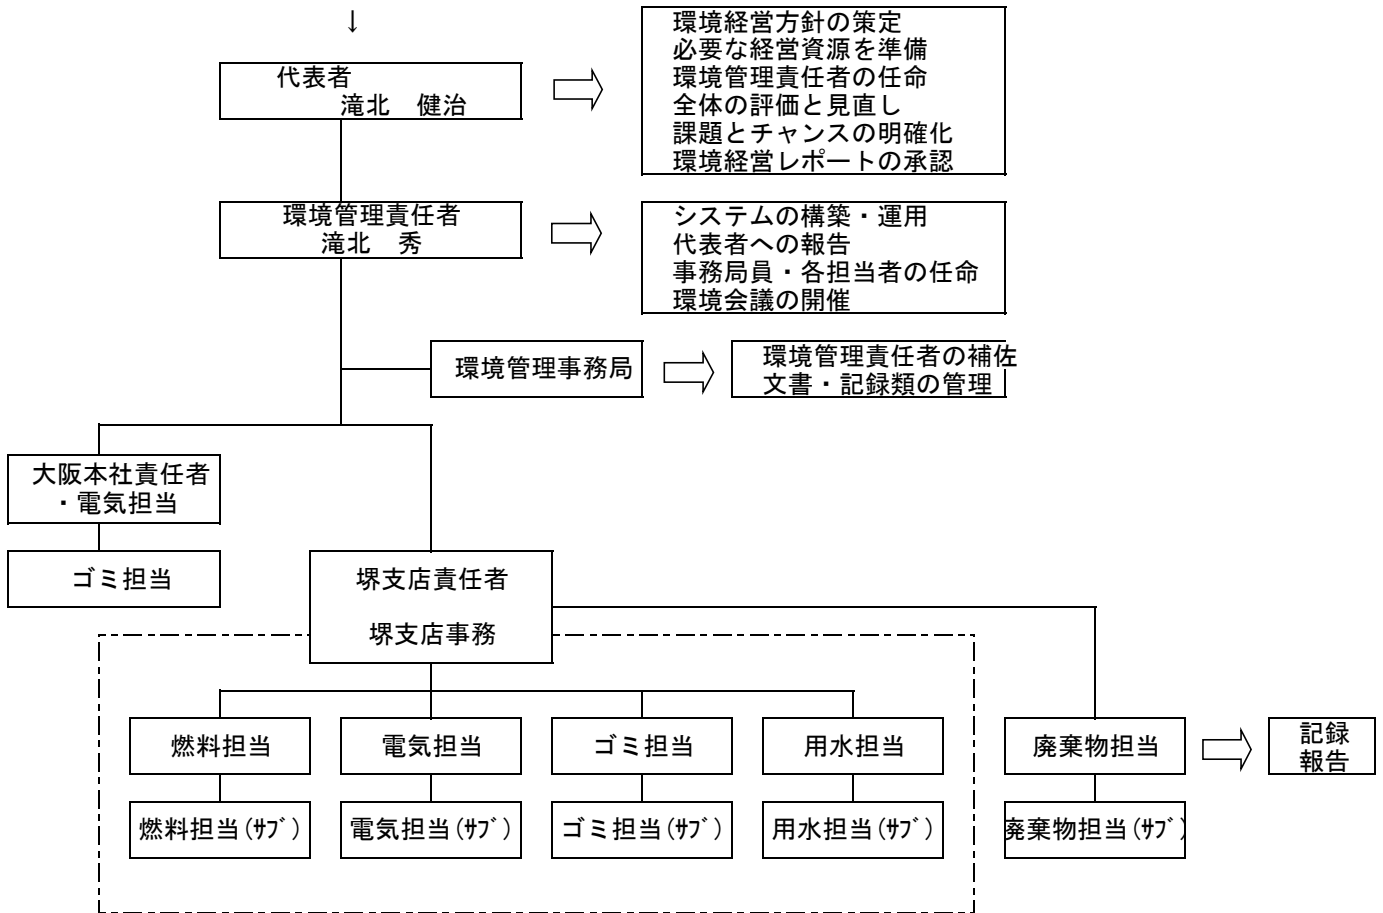 ↓
代表者
滝北　健治
環境経営方針の策定
必要な経営資源を準備
環境管理責任者の任命
全体の評価と見直し
課題とチャンスの明確化
環境経営レポートの承認
環境管理責任者
滝北　秀
システムの構築・運用
代表者への報告
事務局員・各担当者の任命
環境会議の開催
環境管理事務局
環境管理責任者の補佐
文書・記録類の管理
大阪本社責任者
・電気担当
ゴミ担当
堺支店責任者
堺支店事務
燃料担当
電気担当
ゴミ担当
用水担当
廃棄物担当
記録
報告
燃料担当(ｻﾌﾞ)
電気担当(ｻﾌﾞ)
ゴミ担当(ｻﾌﾞ)
用水担当(ｻﾌﾞ)
廃棄物担当(ｻﾌﾞ)